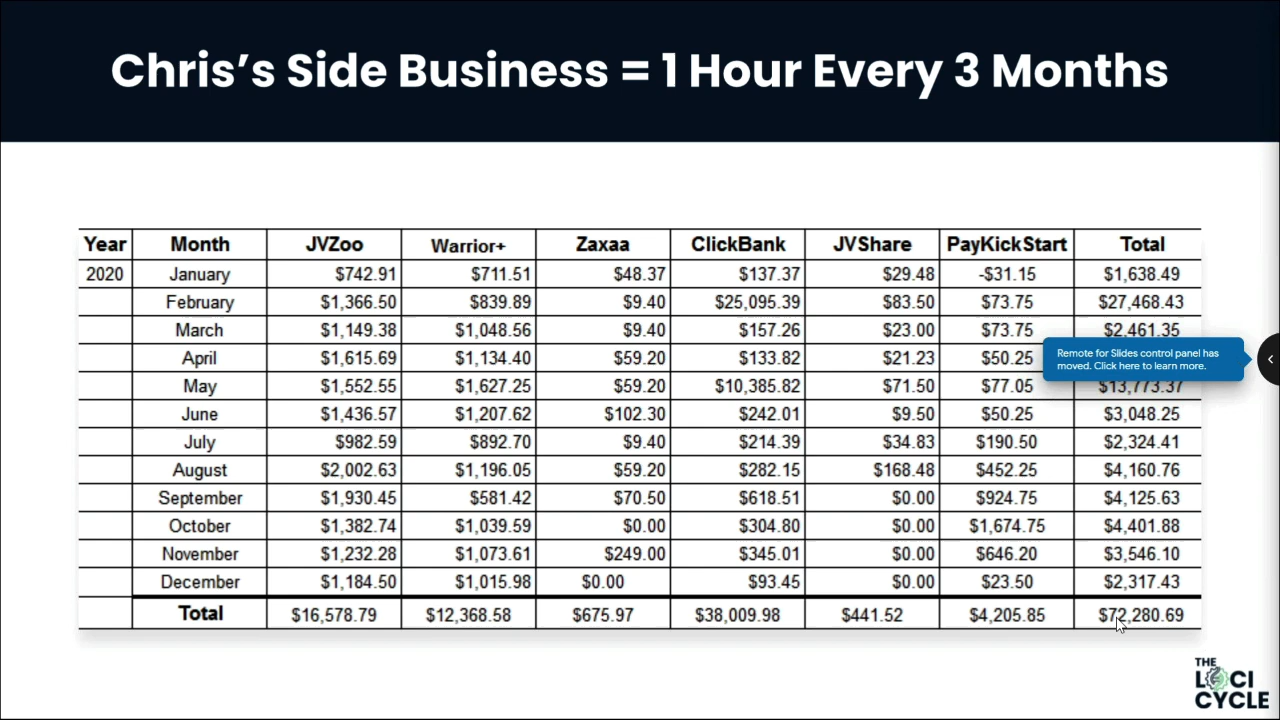 Chris's Side Business = 1 Hour Every 3 Months
Year Month JVZoo Warrior+ Zaxaa ClickBank JVShare PayKickStart Total
2020 January $742.91 $711.51 $48.37 $137.37 $29.48 -$31.15 $1,638.49
February $1,366.50 $839.89 $9.40 $25,095.39 $83.50 $73.75 $27,468.43
March $1,149.38 $1,048.56 $9.40 $157.26 $23.00 $73.75 $2,461.35
April $1,615.69 $1,134.40 $59.20 $133.82 $21.23 $50.25
Remote for Slides control panel has
moved. Click here to learn more.
May $1,552.55 $1,627.25 $59.20 $10,385.82 $71.50 $77.05 $13,773.37
June $1,436.57 $1,207.62 $102.30 $242.01 $9.50 $50.25 $3,048.25
July $982.59 $892.70 $9.40 $214.39 $34.83 $190.50 $2,324.41
August $2,002.63 $1,196.05 $59.20 $282.15 $168.48 $452.25 $4,160.76
September $1,930.45 $581.42 $70.50 $618.51 $0.00 $924.75 $4,125.63
October $1,382.74 $1,039.59 $0.00 $304.80 $0.00 $1,674.75 $4,401.88
November $1,232.28 $1,073.61 $249.00 $345.01 $0.00 $646.20 $3,546.10
December $1,184.50 $1,015.98 $0.00 $93.45 $0.00 $23.50 $2,317.43
Total $16,578.79 $12,368.58 $675.97 $38,009.98 $441.52 $4,205.85 $72,280.69
THE
LOCI
CYCLE